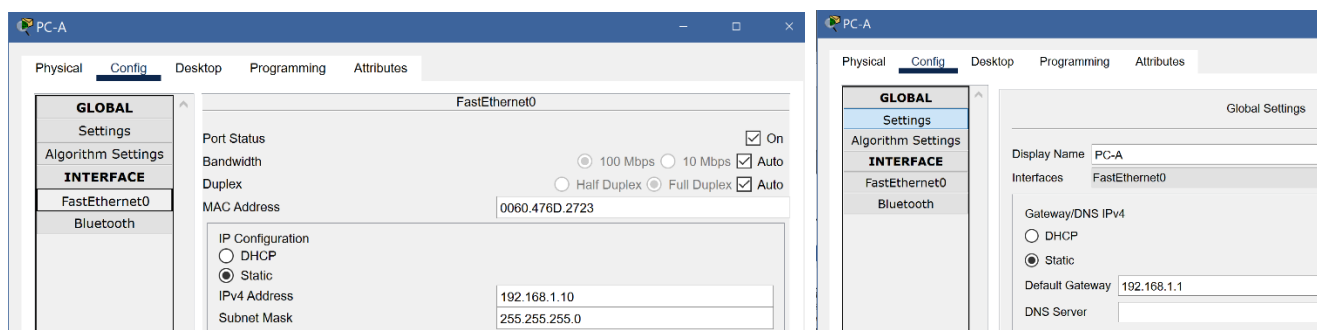 PC-A
Physical Config Desktop Programming Attributes
GLOBAL
Settings
Algorithm Settings
INTERFACE
FastEthernet0
Bluetooth
FastEthernet0
Port Status On
Bandwidth 100 Mbps 10 Mbps Auto
Duplex Half Duplex Full Duplex Auto
MAC Address 0060.476D.2723
IP Configuration
DHCP
Static
IPv4 Address 192.168.1.10
Subnet Mask 255.255.255.0
PC-A
Physical Config Desktop Programming Attributes
GLOBAL
Settings
Algorithm Settings
INTERFACE
FastEthernet0
Bluetooth
Global Settings
Display Name PC-A
Interfaces FastEthernet0
Gateway/DNS IPv4
DHCP
Static
Default Gateway 192.168.1.1
DNS Server